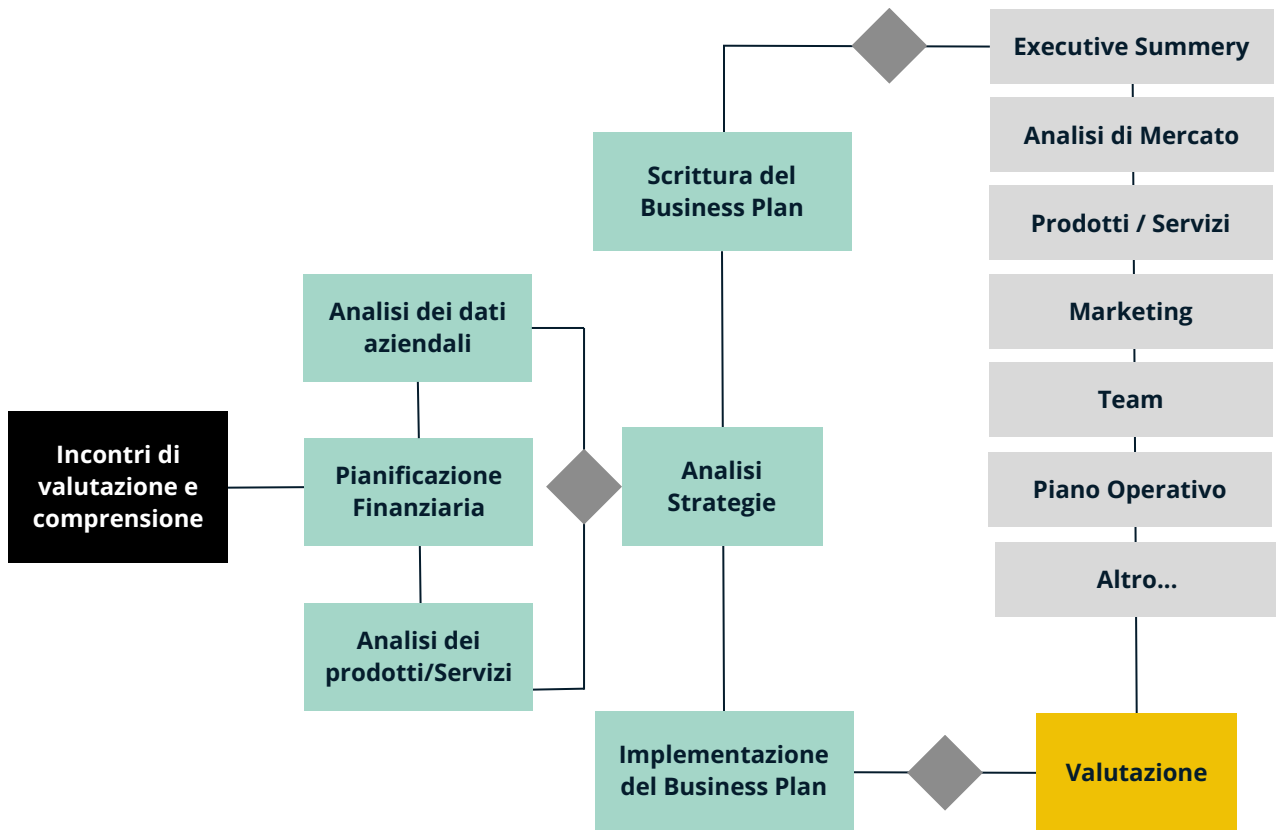 Incontri di
valutazione e
comprensione
Analisi dei dati
aziendali
Pianificazione
Finanziaria
Analisi dei
prodotti/Servizi
Analisi
Strategie
Scrittura del
Business Plan
Executive Summery
Analisi di Mercato
Prodotti / Servizi
Marketing
Team
Piano Operativo
Altro...
Valutazione
Implementazione
del Business Plan